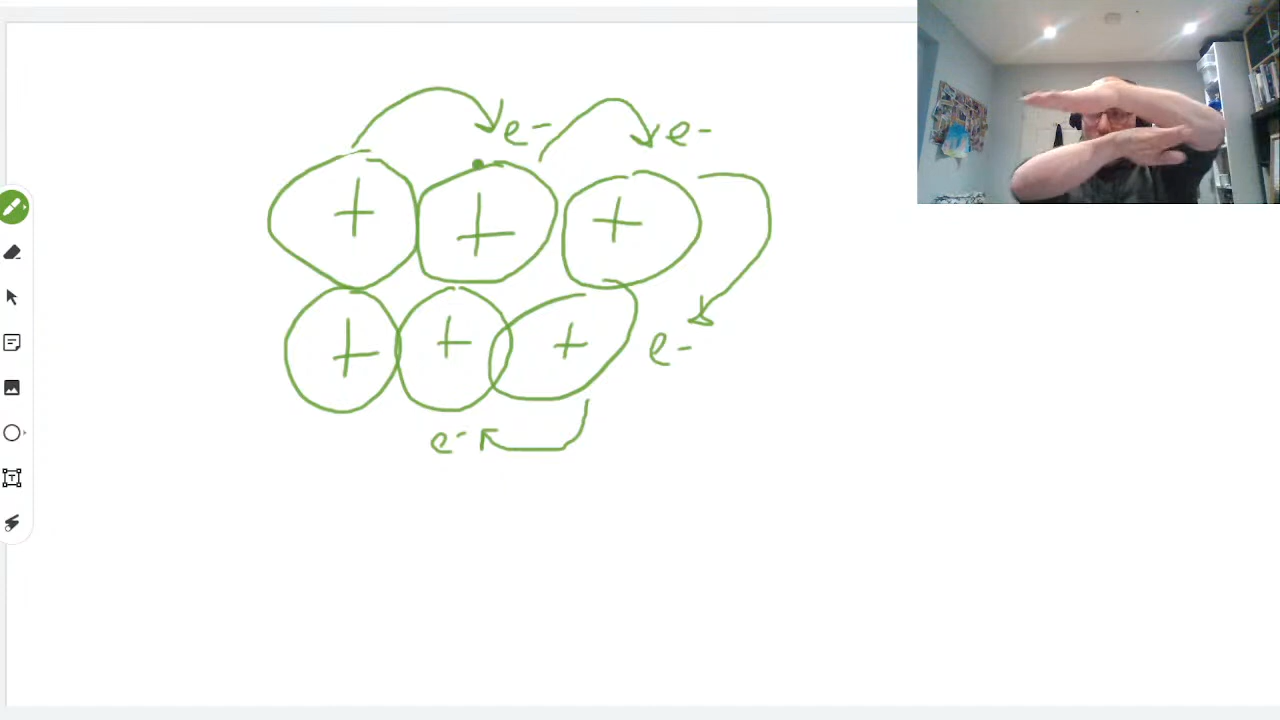 e- e-
+ + +
+ + +
e-
e-